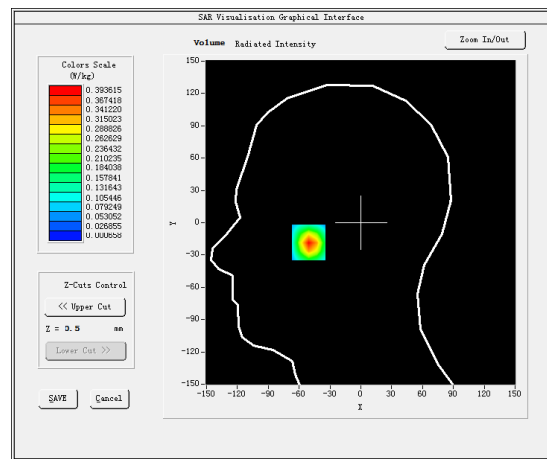 SAR Visualisation Graphical Interface
Volume Radiated Intensity
Zoom In/Out
Colors Scale
(W/kg)
0.393615
0.367418
0.341220
0.315023
0.288826
0.262629
0.236432
0.210235
0.184038
0.157841
0.131643
0.105446
0.079249
0.053052
0.026855
0.000658
Z-Cuts Control
<< Upper Cut
Z = 0.5 mm
Lower Cut >>
SAVE Cancel
150
120
90
60
30
0
-30
-60
-90
-120
-150
Y
-150 -120 -90 -60 -30 0 30 60 90 120 150
X